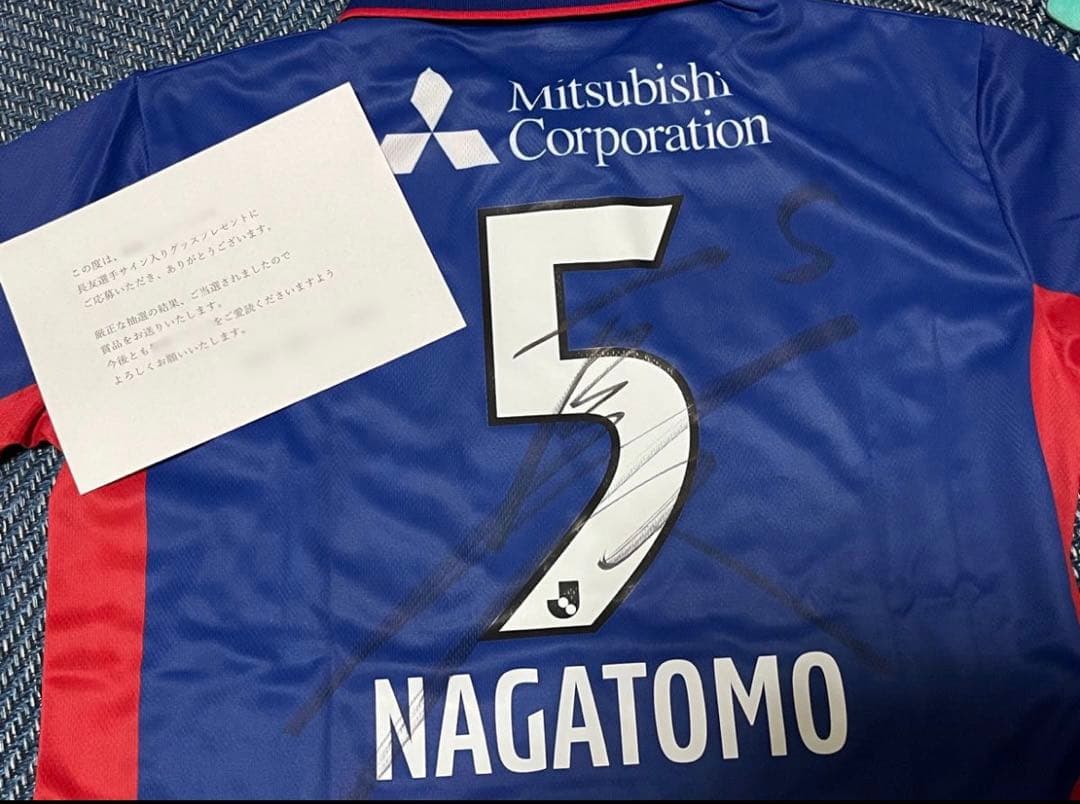 Mitsubishi
Corporation
この度は、
長友選手サイン入りグッズプレゼントに
ご応募いただき、ありがとうございます。
厳正な抽選の結果、ご当選されましたので
賞品をお送りいたします。
今後とも
をご愛読くださいますよう
よろしくお願いいたします。
5
5
NAGATOMO